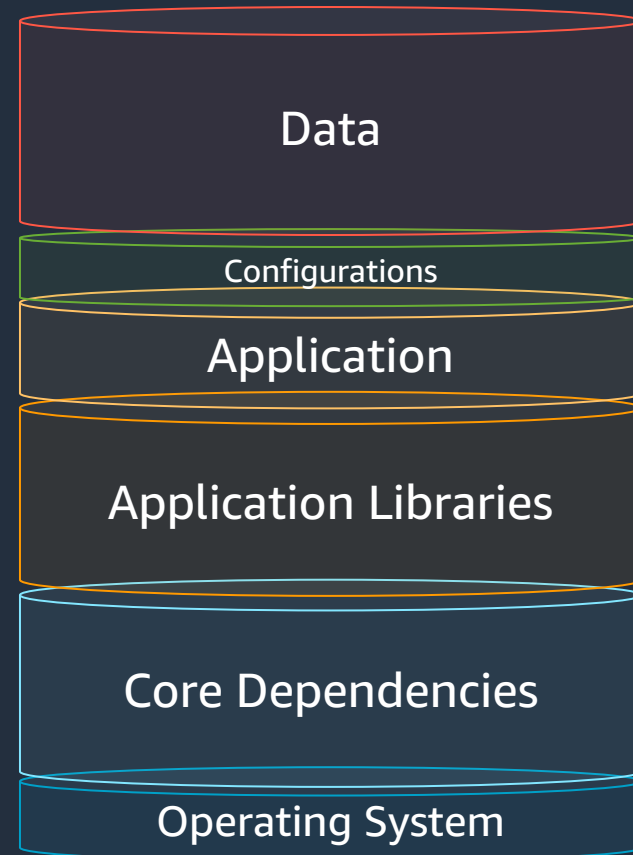 Data
Configurations
Application
Application Libraries
Core Dependencies
Operating System